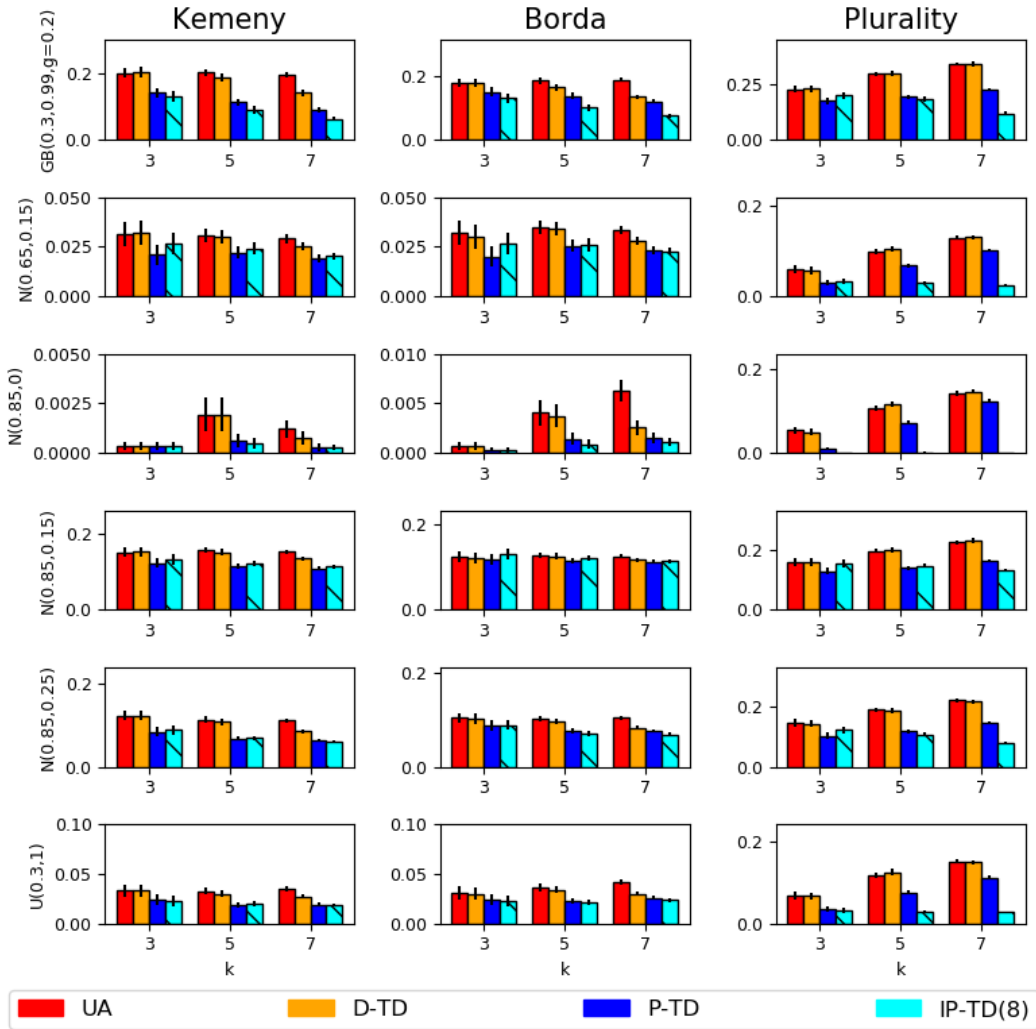 Kemeny Borda Plurality
GB(0.3,0.99,g=0.2)
0.2
0.0
3 5 7
0.2
0.0
3 5 7
0.25
0.00
3 5 7
N(0.65,0.15)
0.050
0.025
0.000
3 5 7
0.050
0.025
0.000
3 5 7
0.2
0.0
3 5 7
N(0.85,0)
0.0050
0.0025
0.0000
3 5 7
0.010
0.005
0.000
3 5 7
0.2
0.0
3 5 7
N(0.85,0.15)
0.2
0.0
3 5 7
0.2
0.0
3 5 7
0.2
0.0
3 5 7
N(0.85,0.25)
0.2
0.0
3 5 7
0.2
0.0
3 5 7
0.2
0.0
3 5 7
U(0.3,1)
0.10
0.05
0.00
3 5 7
k
0.10
0.05
0.00
3 5 7
k
0.2
0.0
3 5 7
k
UA D-TD P-TD IP-TD(8)